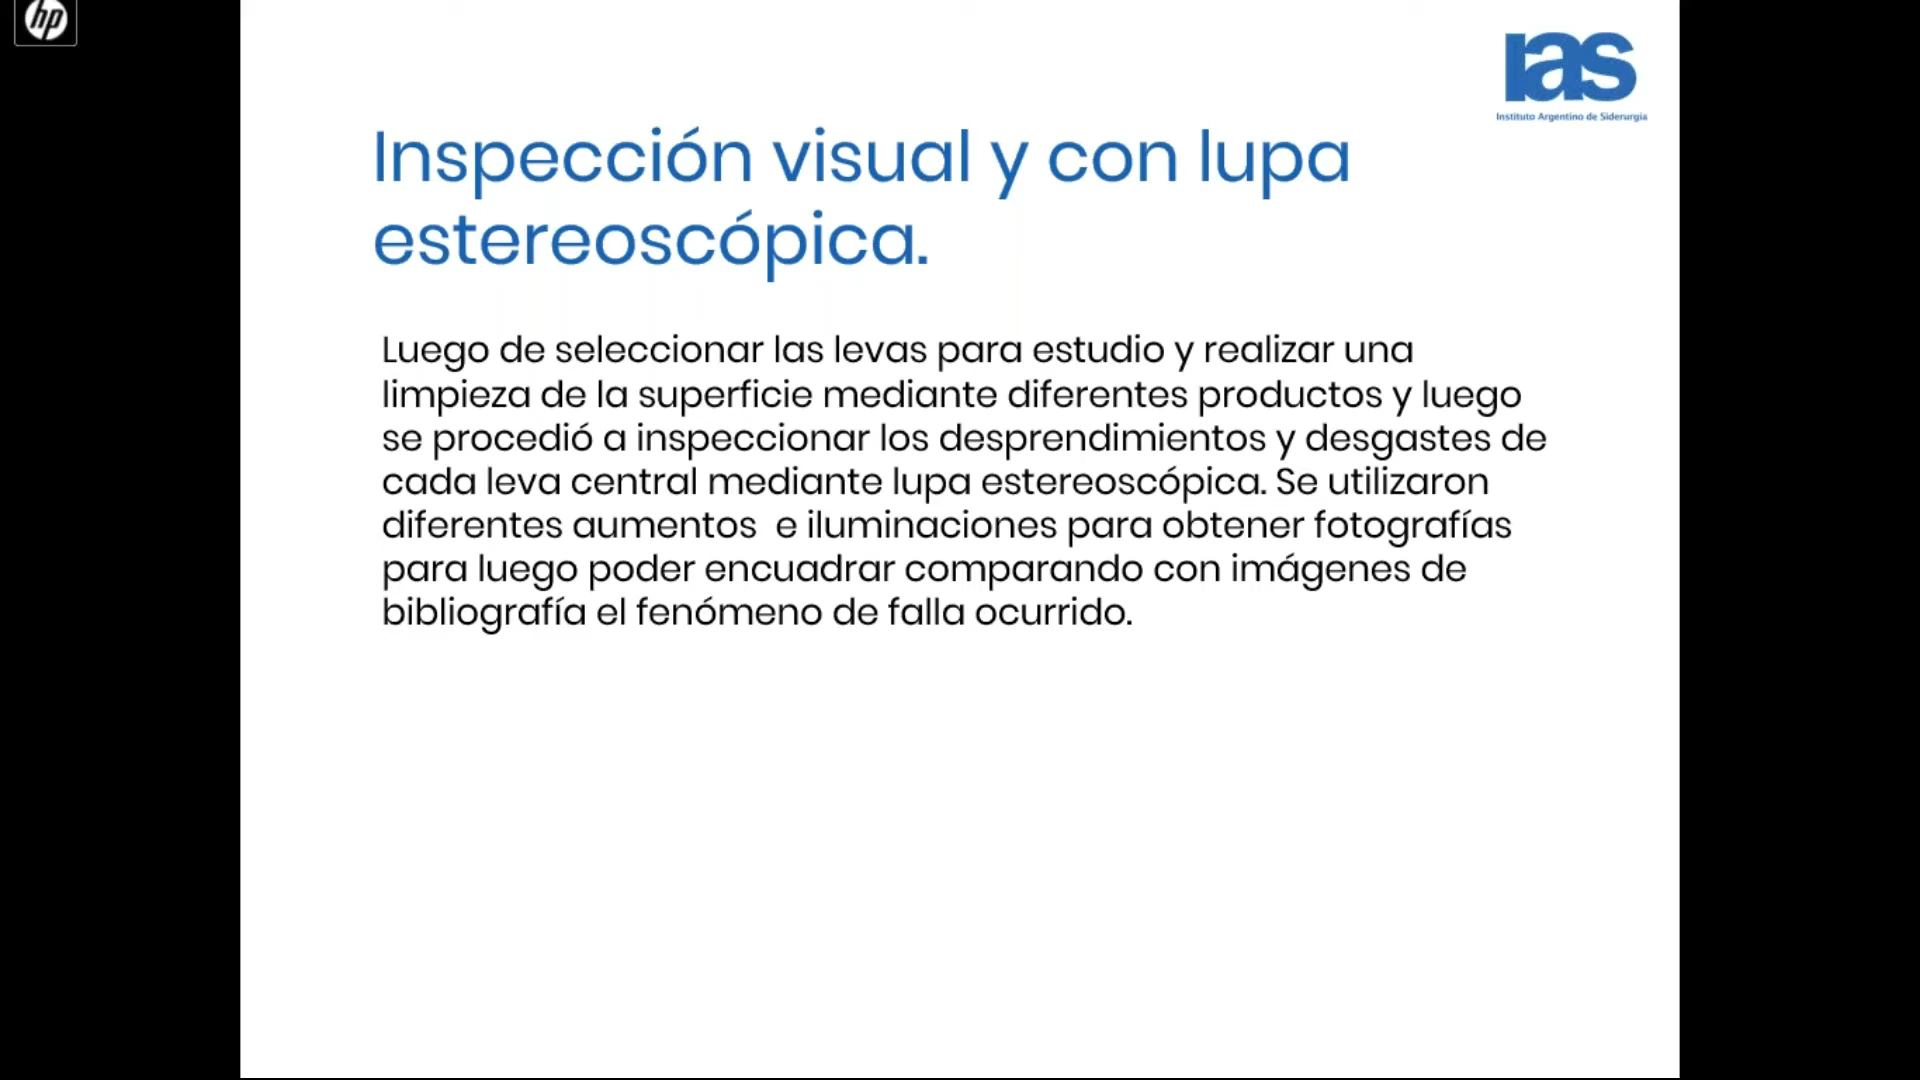 hp
ias
Instituto Argentino de Siderurgia
Inspección visual y con lupa
estereoscópica.
Luego de seleccionar las levas para estudio y realizar una
limpieza de la superficie mediante diferentes productos y luego
se procedió a inspeccionar los desprendimientos y desgastes de
cada leva central mediante lupa estereoscópica. Se utilizaron
diferentes aumentos  e iluminaciones para obtener fotografías
para luego poder encuadrar comparando con imágenes de
bibliografía el fenómeno de falla ocurrido.